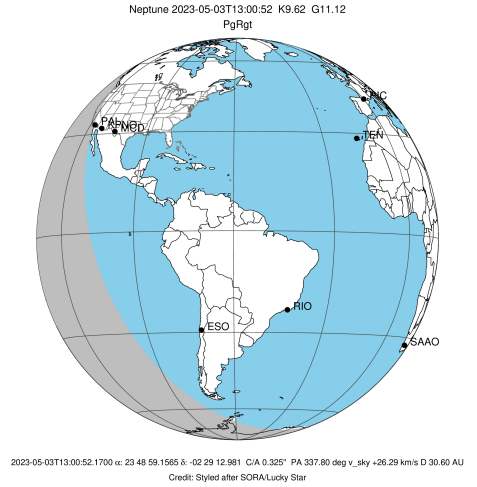 Neptune 2023-05-03T13:00:52 K9.62 G11.12
PgRgt
PIC
TEN
PAL
MCD
RIO
ESO
SAAO
2023-05-03T13:00:52.1700 α: 23 48 59.1565 δ: -02 29 12.981 C/A 0.325" PA 337.80 deg v_sky +26.29 km/s D 30.60 AU
Credit: Styled after SORA/Lucky Star